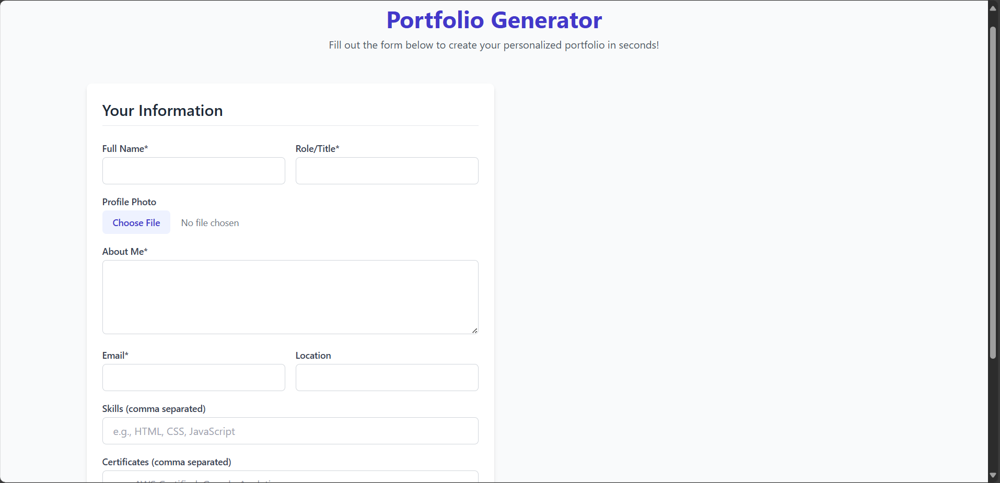 Portfolio Generator
Fill out the form below to create your personalized portfolio in seconds!
Your Information
Full Name*
Role/Title*
Profile Photo
Choose File
No file chosen
About Me*
Email*
Location
Skills (comma separated)
e.g., HTML, CSS, JavaScript
Certificates (comma separated)